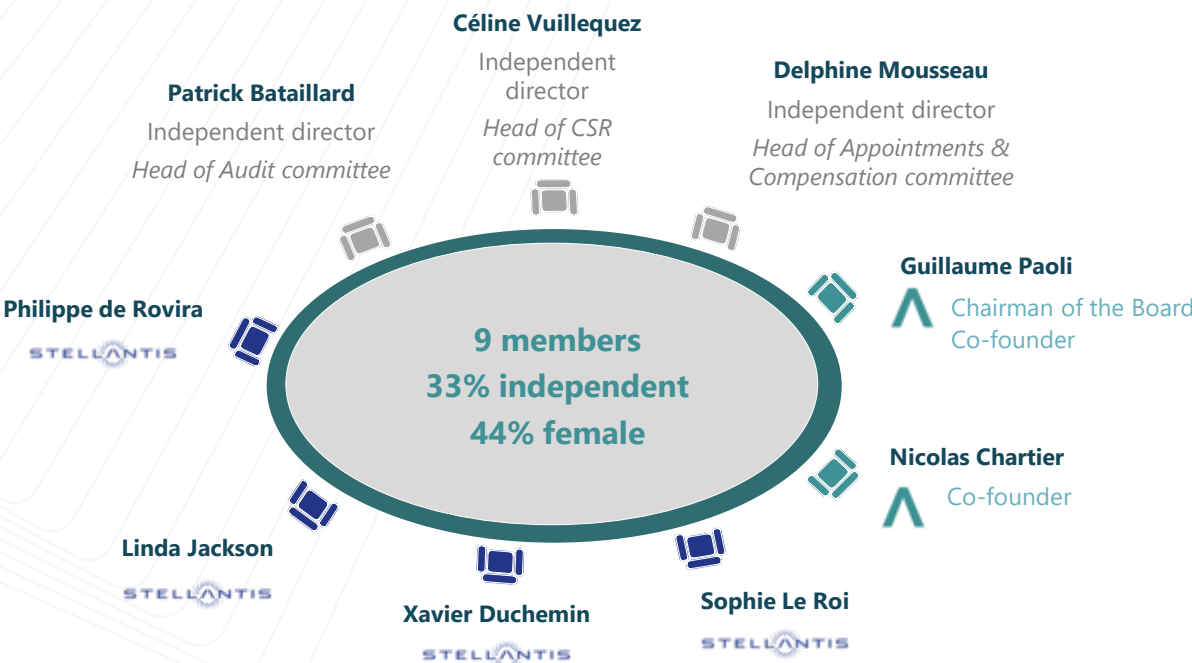 Céline Vuillequez
Independent
director
Head of CSR
committee
Patrick Bataillard
Independent director
Head of Audit committee
Delphine Mousseau
Independent director
Head of Appointments &
Compensation committee
Guillaume Paoli
Chairman of the Board
Co-founder
Philippe de Rovira
STELLANTIS
9 members
33% independent
44% female
Nicolas Chartier
Co-founder
Linda Jackson
STELLANTIS
Xavier Duchemin
STELLANTIS
Sophie Le Roi
STELLANTIS